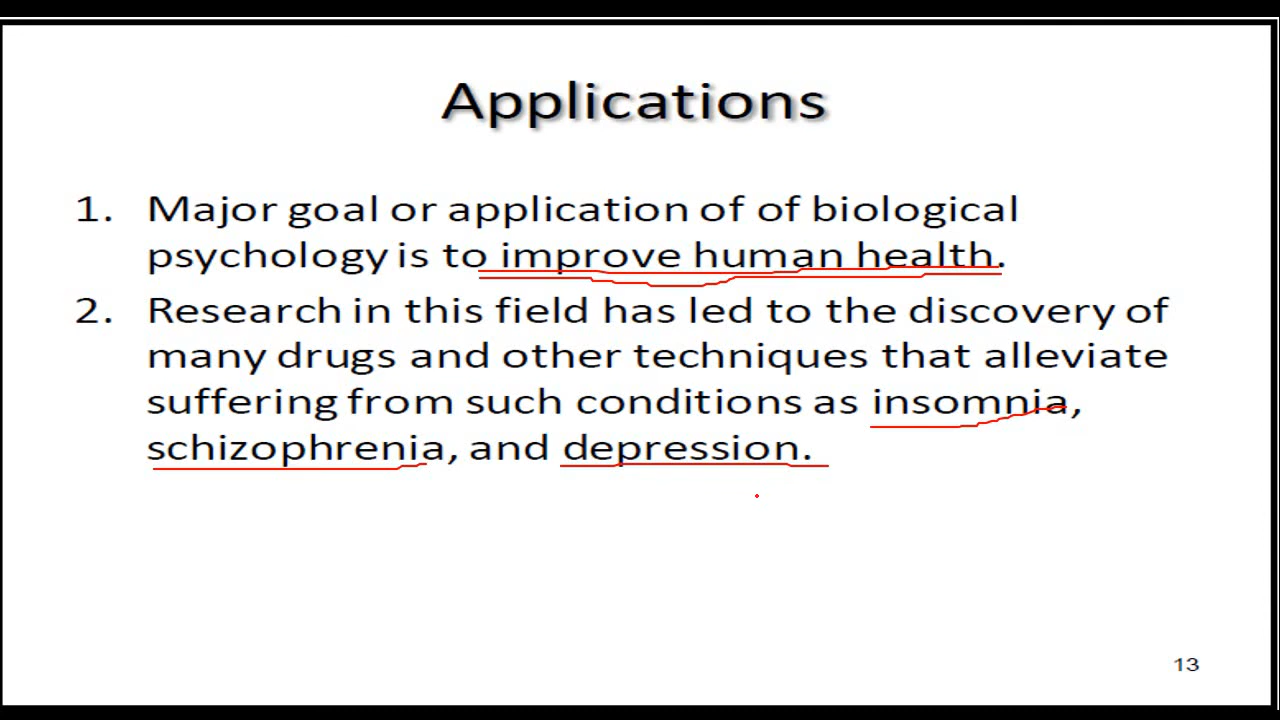 Applications
1. Major goal or application of of biological
psychology is to improve human health.
2. Research in this field has led to the discovery of
many drugs and other techniques that alleviate
suffering from such conditions as insomnia,
schizophrenia, and depression.
13